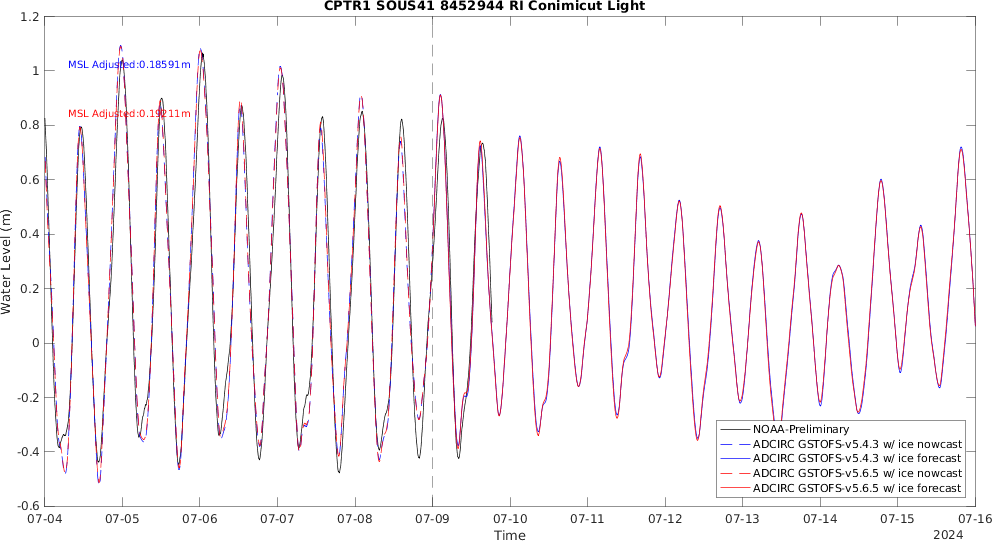 CPTR1 SOUS41 8452944 RI Conimicut Light
1.2
1
0.8
0.6
0.4
0.2
0
-0.2
-0.4
-0.6
Water Level (m)
MSL Adjusted:0.18591m
MSL Adjusted:0.19211m
NOAA-Preliminary
ADCIRC GSTOFS-v5.4.3 w/ ice nowcast
ADCIRC GSTOFS-v5.4.3 w/ ice forecast
ADCIRC GSTOFS-v5.6.5 w/ ice nowcast
ADCIRC GSTOFS-v5.6.5 w/ ice forecast
07-04 07-05 07-06 07-07 07-08 07-09 07-10 07-11 07-12 07-13 07-14 07-15 07-16
Time
2024